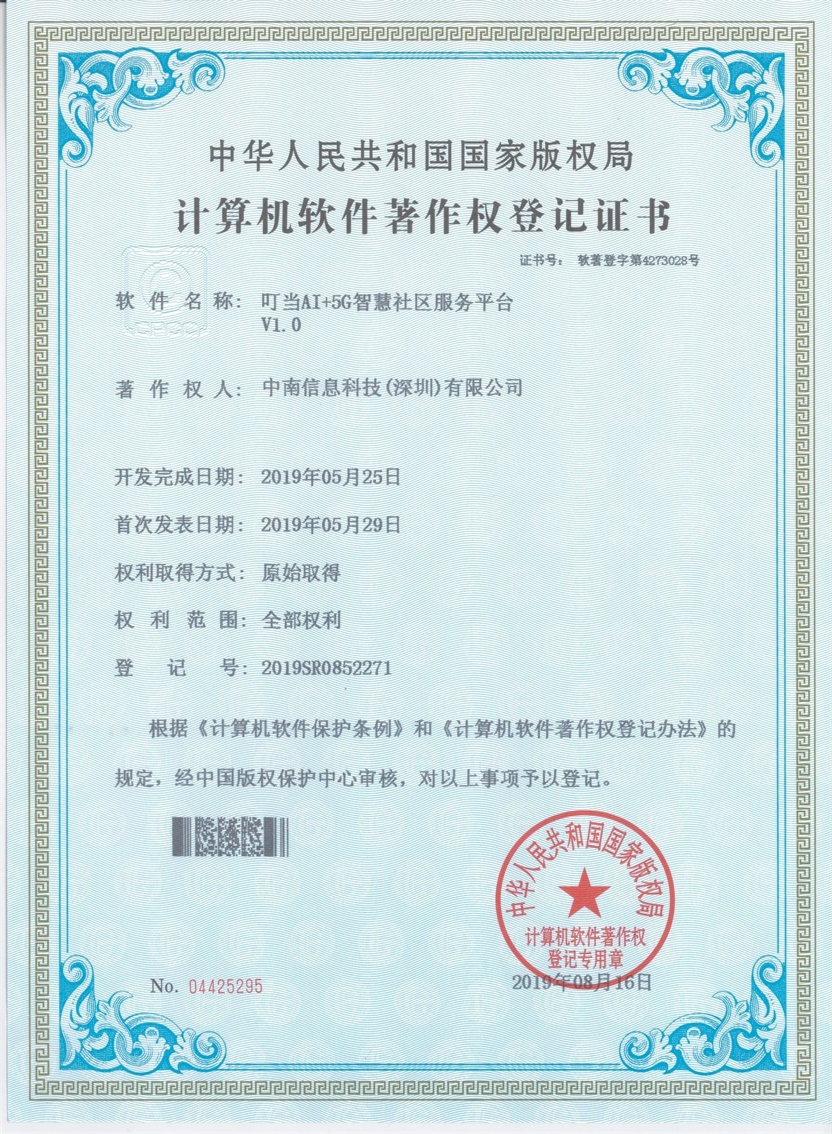 中华人民共和国国家版权局
计算机软件著作权登记证书
证书号： 软著登字第4273028号
CPCC
软件名称： 叮当AI+5G智慧社区服务平台
V1.0
著作权人： 中南信息科技(深圳)有限公司
开发完成日期： 2019年05月25日
首次发表日期： 2019年05月29日
权利取得方式： 原始取得
权利范围： 全部权利
登记号： 2019SR0852271
根据《计算机软件保护条例》和《计算机软件著作权登记办法》的
规定，经中国版权保护中心审核，对以上事项予以登记。
中华人民共和国国家版权局
计算机软件著作权
登记专用章
No. 04425295
2019年08月16日